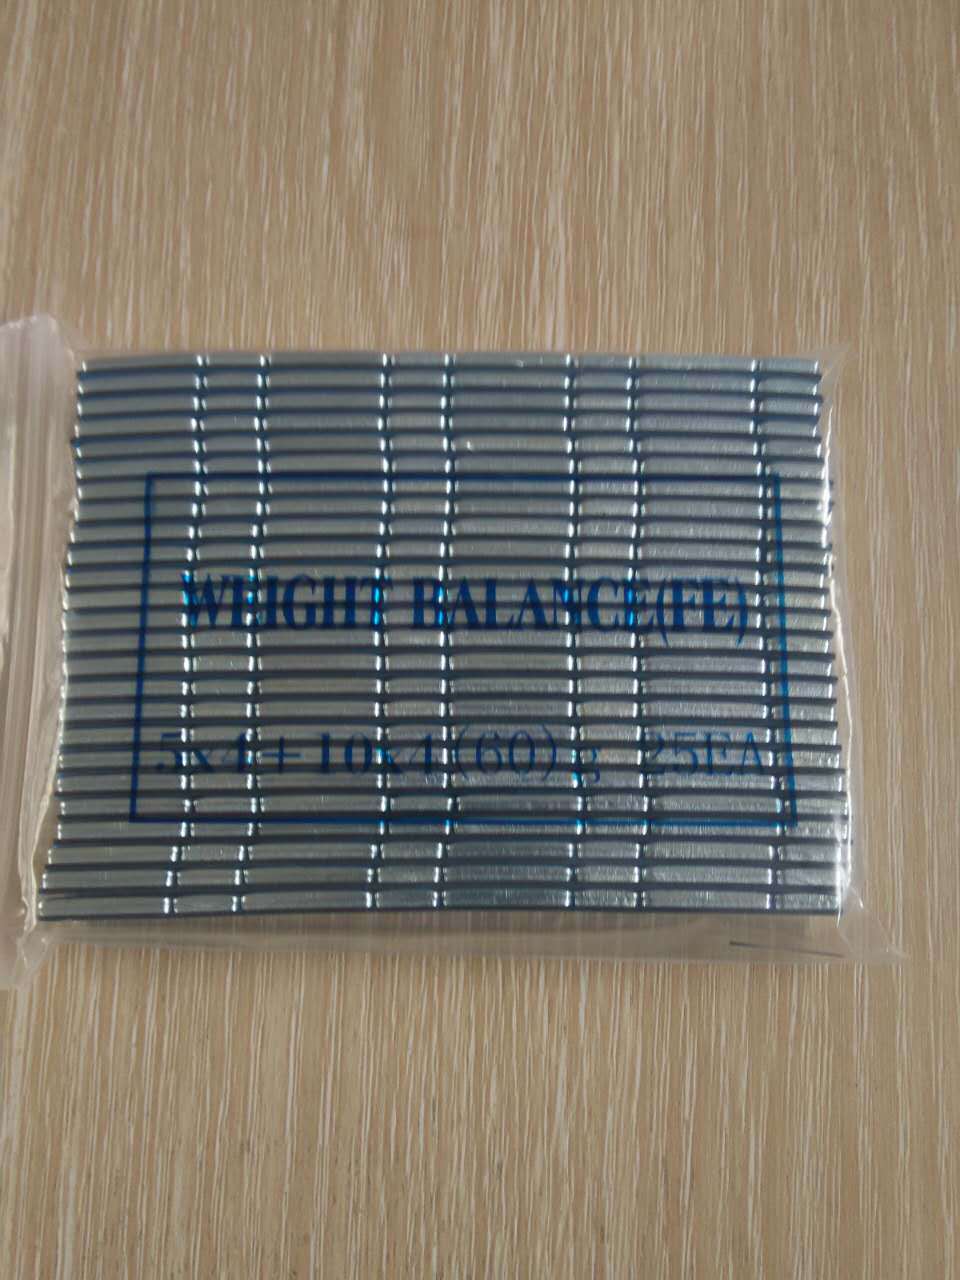 WEIGHT BALANCE(FE)
5x4+10x4(60)g 25EA